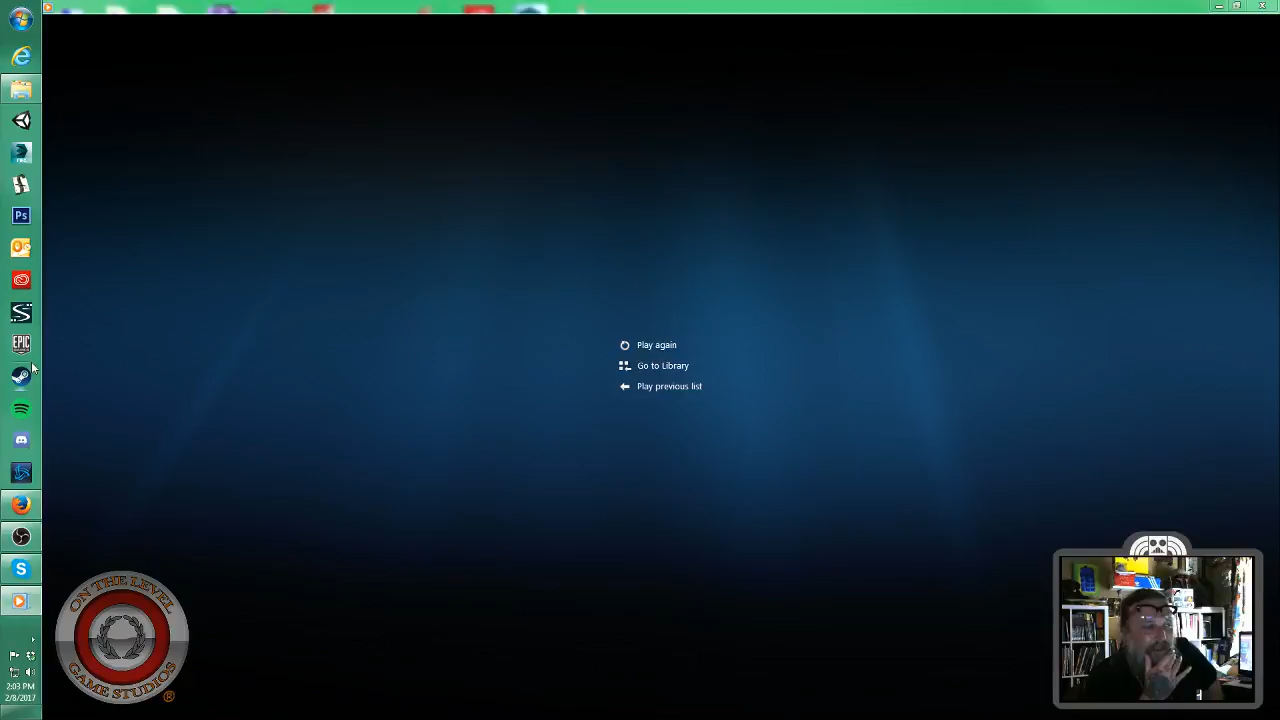 Play again
Go to Library
Play previous list
Ps
EPIC
S
2:03 PM
2/8/2017
ON THE LEVEL
GAME STUDIOS
®